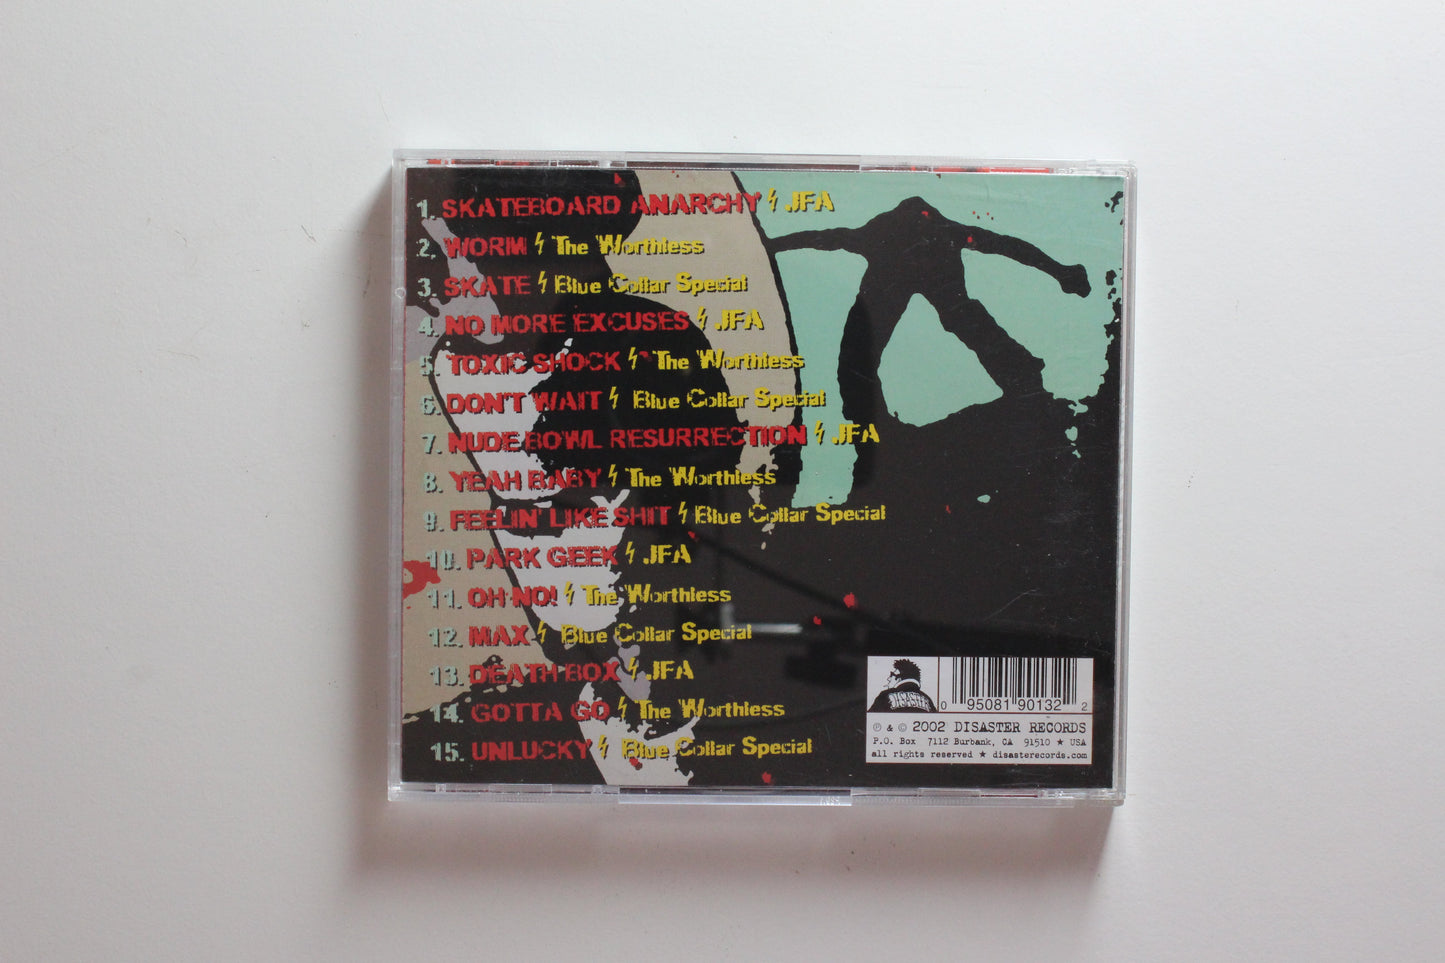 1. SKATEBOARD ANARCHY JFA
2. WORM The Worthless
3. SKATE Blue Collar Special
4. NO MORE EXCUSES JFA
5. TOXIC SHOCK The Worthless
6. DON'T WAIT Blue Collar Special
7. NUDE BOWL RESURRECTION JFA
8. YEAH BABY The Worthless
9. FEELIN' LIKE SHIT Blue Collar Special
10. PARK GEEK JFA
11. OH NO! The Worthless
12. MAX Blue Collar Special
13. DEATH BOX JFA
14. GOTTA GO The Worthless
15. UNLUCKY Blue Collar Special
DISASTER
0 95081 90132 2
℗ & © 2002 DISASTER RECORDS
P.O. Box 7112 Burbank, CA 91510 ★ USA
all rights reserved ★ disasterecords.com